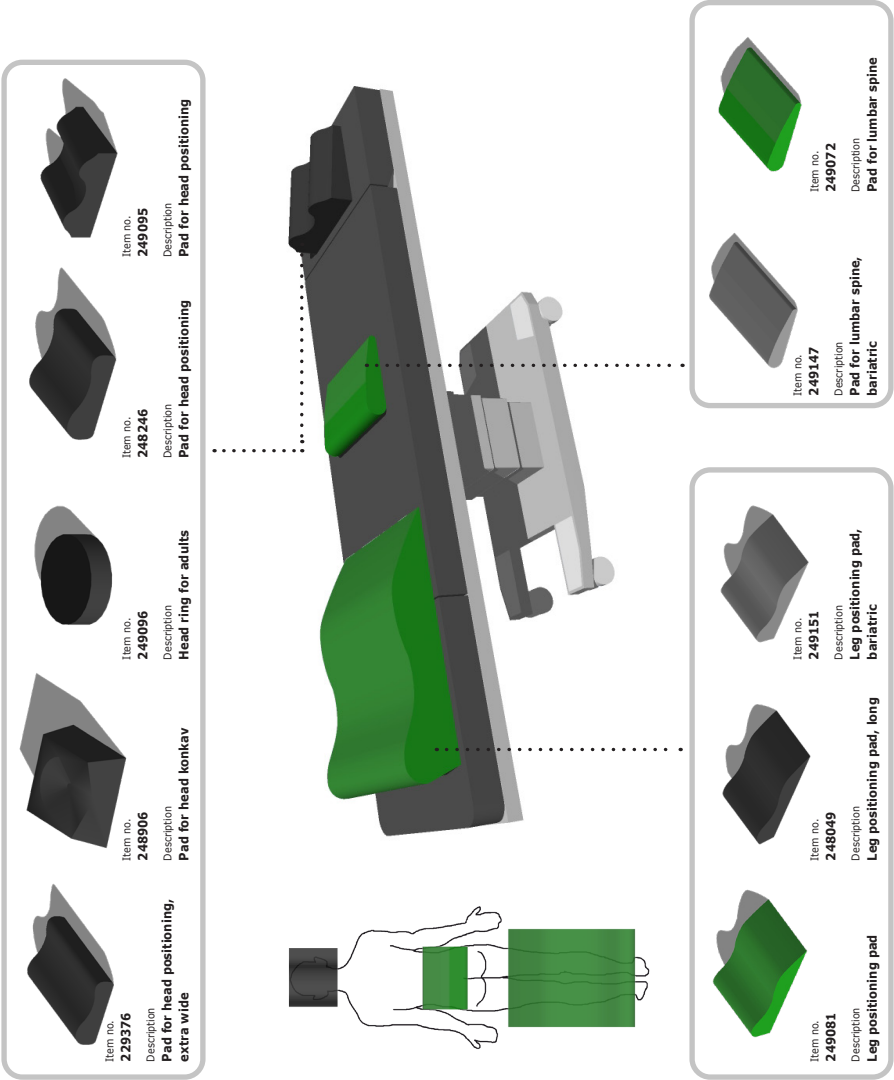 Item no.
229376
Description
Pad for head positioning,
extra wide
Item no.
248906
Description
Pad for head konkav
Item no.
249096
Description
Head ring for adults
Item no.
248246
Description
Pad for head positioning
Item no.
249095
Description
Pad for head positioning
Item no.
249081
Description
Leg positioning pad
Item no.
248049
Description
Leg positioning pad, long
Item no.
249151
Description
Leg positioning pad,
bariatric
Item no.
249147
Description
Pad for lumbar spine,
bariatric
Item no.
249072
Description
Pad for lumbar spine